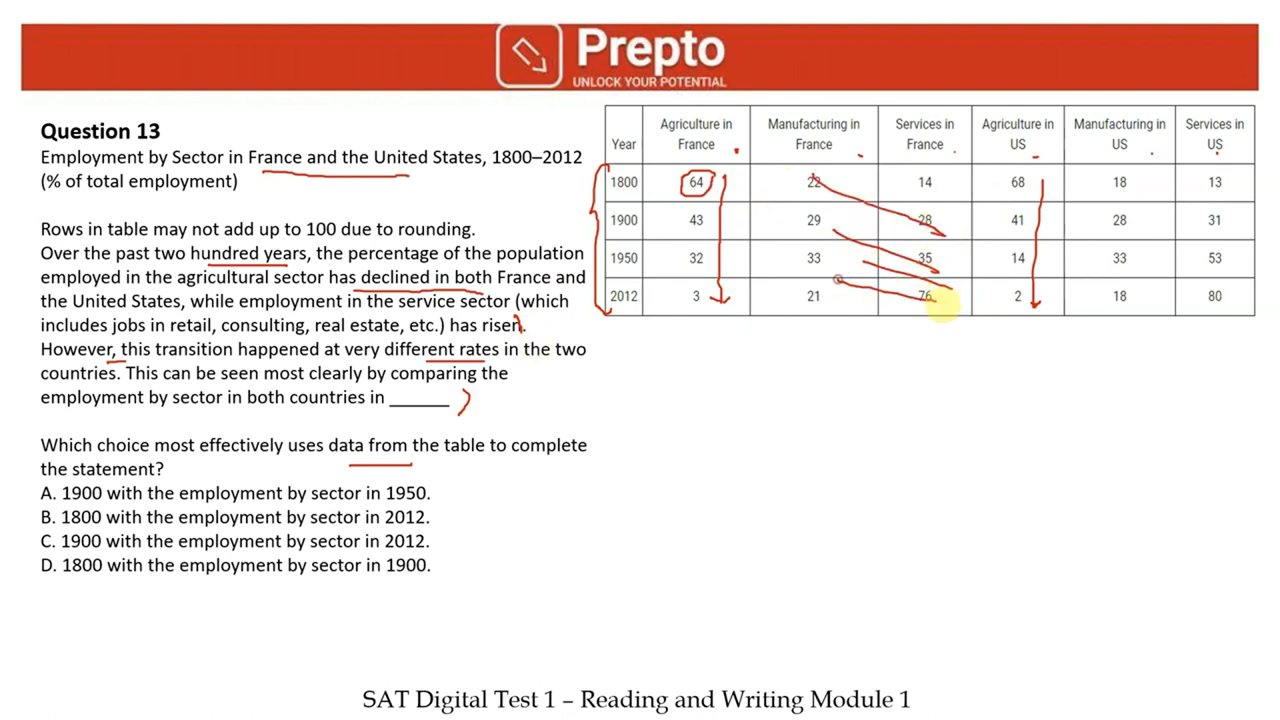 Prepto
UNLOCK YOUR POTENTIAL
Question 13
Employment by Sector in France and the United States, 1800–2012
(% of total employment)
Rows in table may not add up to 100 due to rounding.
Over the past two hundred years, the percentage of the population
employed in the agricultural sector has declined in both France and
the United States, while employment in the service sector (which
includes jobs in retail, consulting, real estate, etc.) has risen.
However, this transition happened at very different rates in the two
countries. This can be seen most clearly by comparing the
employment by sector in both countries in ______
Which choice most effectively uses data from the table to complete
the statement?
A. 1900 with the employment by sector in 1950.
B. 1800 with the employment by sector in 2012.
C. 1900 with the employment by sector in 2012.
D. 1800 with the employment by sector in 1900.
Year Agriculture in France Manufacturing in France Services in France Agriculture in US Manufacturing in US Services in US
1800 64 22 14 68 18 13
1900 43 29 28 41 28 31
1950 32 33 35 14 33 53
2012 3 21 76 2 18 80
SAT Digital Test 1 – Reading and Writing Module 1